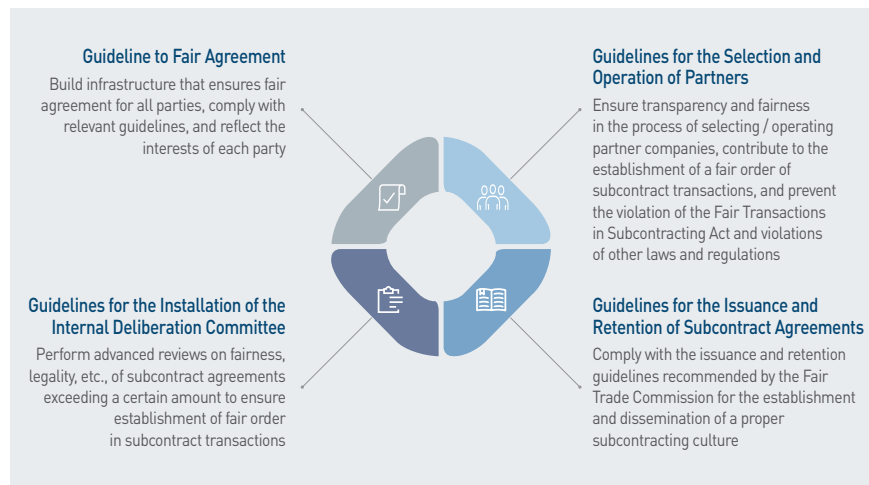 Guideline to Fair Agreement
Build infrastructure that ensures fair
agreement for all parties, comply with
relevant guidelines, and reflect the
interests of each party
Guidelines for the Selection and
Operation of Partners
Ensure transparency and fairness
in the process of selecting / operating
partner companies, contribute to the
establishment of a fair order of
subcontract transactions, and prevent
the violation of the Fair Transactions
in Subcontracting Act and violations
of other laws and regulations
Guidelines for the Installation of the
Internal Deliberation Committee
Perform advanced reviews on fairness,
legality, etc., of subcontract agreements
exceeding a certain amount to ensure
establishment of fair order
in subcontract transactions
Guidelines for the Issuance and
Retention of Subcontract Agreements
Comply with the issuance and retention
guidelines recommended by the Fair
Trade Commission for the establishment
and dissemination of a proper
subcontracting culture